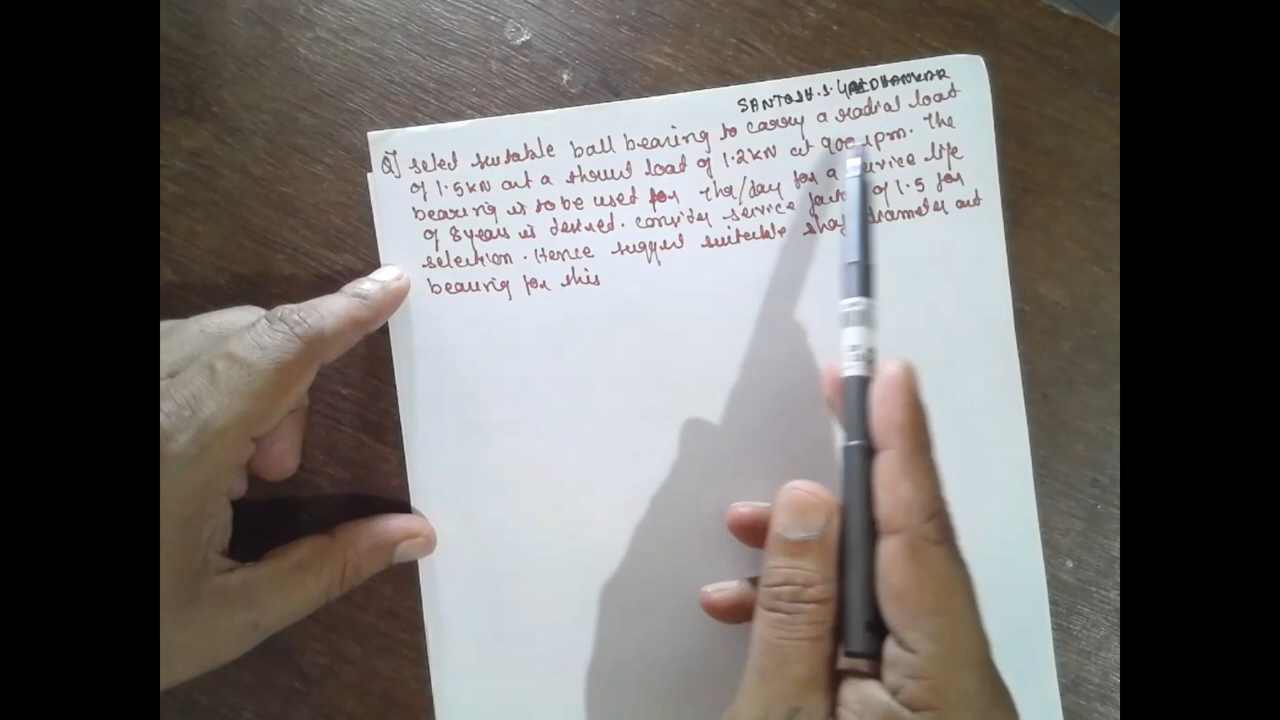 SANTOSH.S.
Q] select suitable ball bearing to carry a radial load
of 1.5kN and a thrust load of 1.2kN at 900 rpm. The
bearing is to be used for 7hr/day for a service life
of 8 years is desired. consider service factor of 1.5 for
selection. Hence suggest suitable shaft diameter and
bearing for this